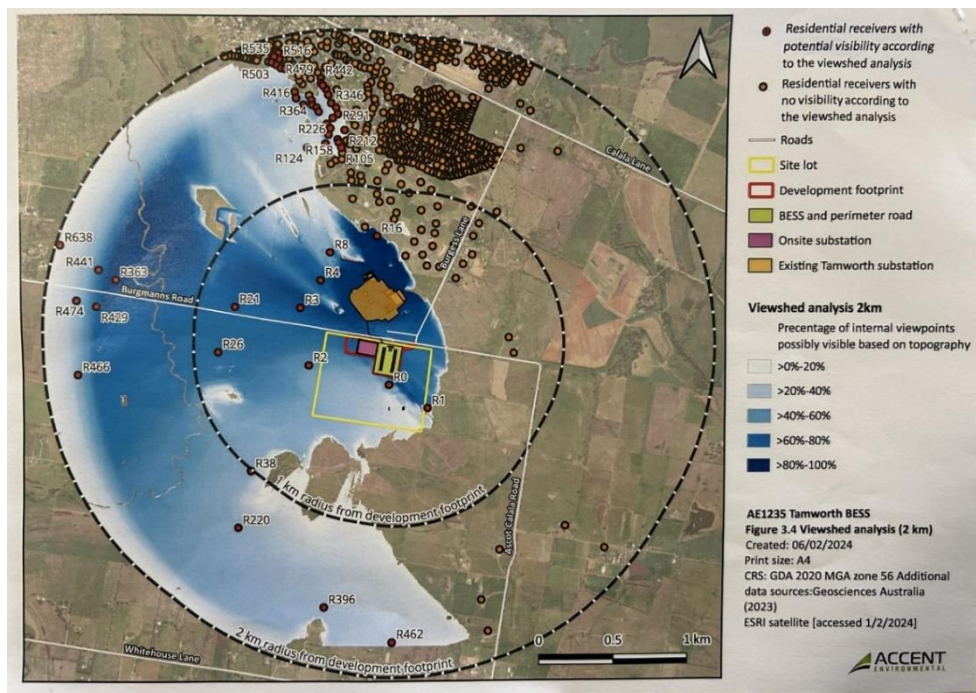 R535
R516
R503
R479
R442
R416
R346
R364
R291
R226
R212
R158
R124
R105
Calala Lane
R16
Burgess Lane
R638
R8
R441
R363
R4
Burgmanns Road
R474
R429
R21
R3
R26
R2
R466
R0
R1
R38
1 km radius from development footprint
Ascot Calala Road
R220
R396
R462
2 km radius from development footprint
Whitehouse Lane
0 0.5 1 km
Residential receivers with
potential visibility according
to the viewshed analysis
Residential receivers with
no visibility according to
the viewshed analysis
Roads
Site lot
Development footprint
BESS and perimeter road
Onsite substation
Existing Tamworth substation
Viewshed analysis 2km
Precentage of internal viewpoints
possibly visible based on topography
>0%-20%
>20%-40%
>40%-60%
>60%-80%
>80%-100%
AE1235 Tamworth BESS
Figure 3.4 Viewshed analysis (2 km)
Created: 06/02/2024
Print size: A4
CRS: GDA 2020 MGA zone 56 Additional
data sources:Geosciences Australia
(2023)
ESRI satellite [accessed 1/2/2024]
ACCENT
ENVIRONMENTAL